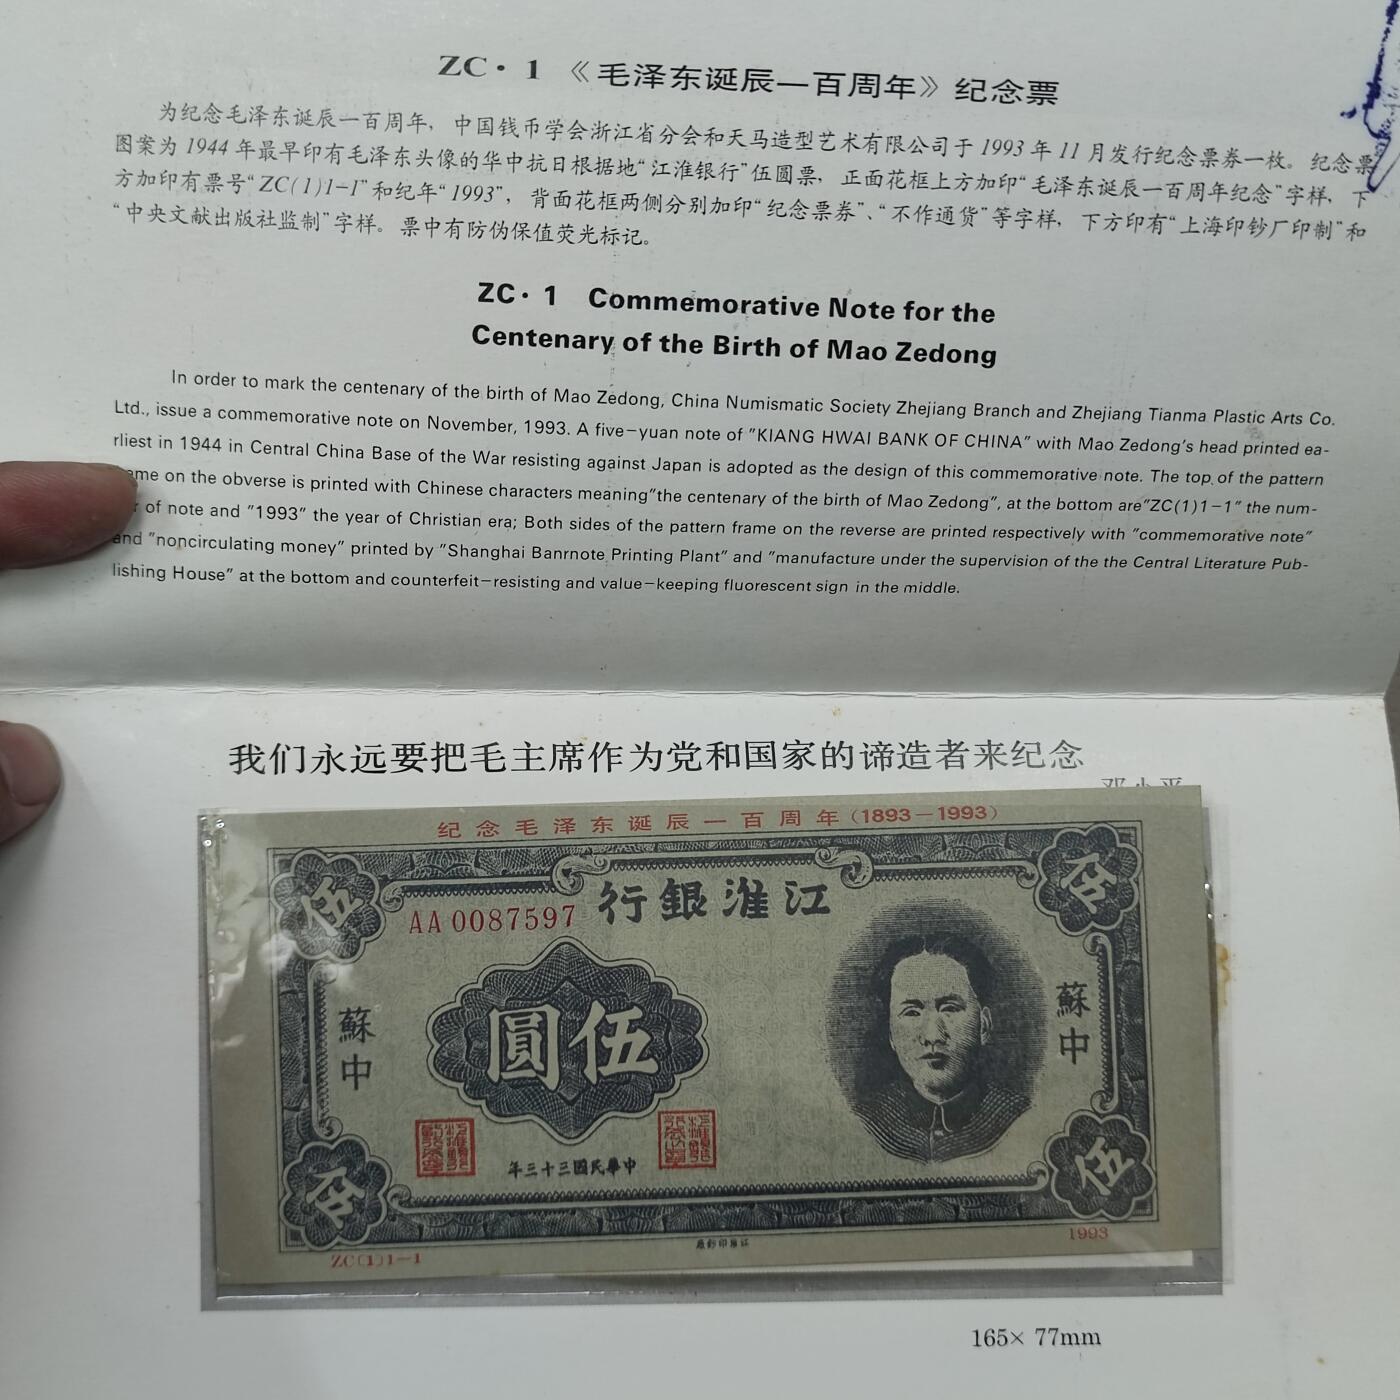 ZC·1 《毛泽东诞辰一百周年》纪念票
为纪念毛泽东诞辰一百周年，中国钱币学会浙江省分会和天马造型艺术有限公司于1993年11月发行纪念票券一枚。纪念票
图案为1944年最早印有毛泽东头像的华中抗日根据地“江淮银行”伍圆票，正面花框上方加印“毛泽东诞辰一百周年纪念”字样，下
方加印有票号“ZC(1)1-1”和纪年“1993”，背面花框两侧分别加印“纪念票券”、“不作通货”等字样，下方印有“上海印钞厂印制”和
“中央文献出版社监制”字样。票中有防伪保值荧光标记。
ZC·1 Commemorative Note for the
Centenary of the Birth of Mao Zedong
In order to mark the centenary of the birth of Mao Zedong, China Numismatic Society Zhejiang Branch and Zhejiang Tianma Plastic Arts Co.
Ltd., issue a commemorative note on November, 1993. A five-yuan note of "KIANG HWAI BANK OF CHINA" with Mao Zedong's head printed ea-
rliest in 1944 in Central China Base of the War resisting against Japan is adopted as the design of this commemorative note. The top of the pattern
me on the obverse is printed with Chinese characters meaning"the centenary of the birth of Mao Zedong", at the bottom are"ZC(1)1-1" the num-
r of note and "1993" the year of Christian era; Both sides of the pattern frame on the reverse are printed respectively with "commemorative note"
and "noncirculating money" printed by "Shanghai Banrnote Printing Plant" and "manufacture under the supervision of the the Central Literature Pub-
lishing House" at the bottom and counterfeit-resisting and value-keeping fluorescent sign in the middle.
我们永远要把毛主席作为党和国家的谛造者来纪念
邓小平
纪念毛泽东诞辰一百周年(1893-1993)
伍
伍
行銀淮江
AA 0087597
蘇中
圓伍
蘇中
年三十三國民華中
伍
伍
ZC(1)1-1
廠刷印淮江
1993
165× 77mm